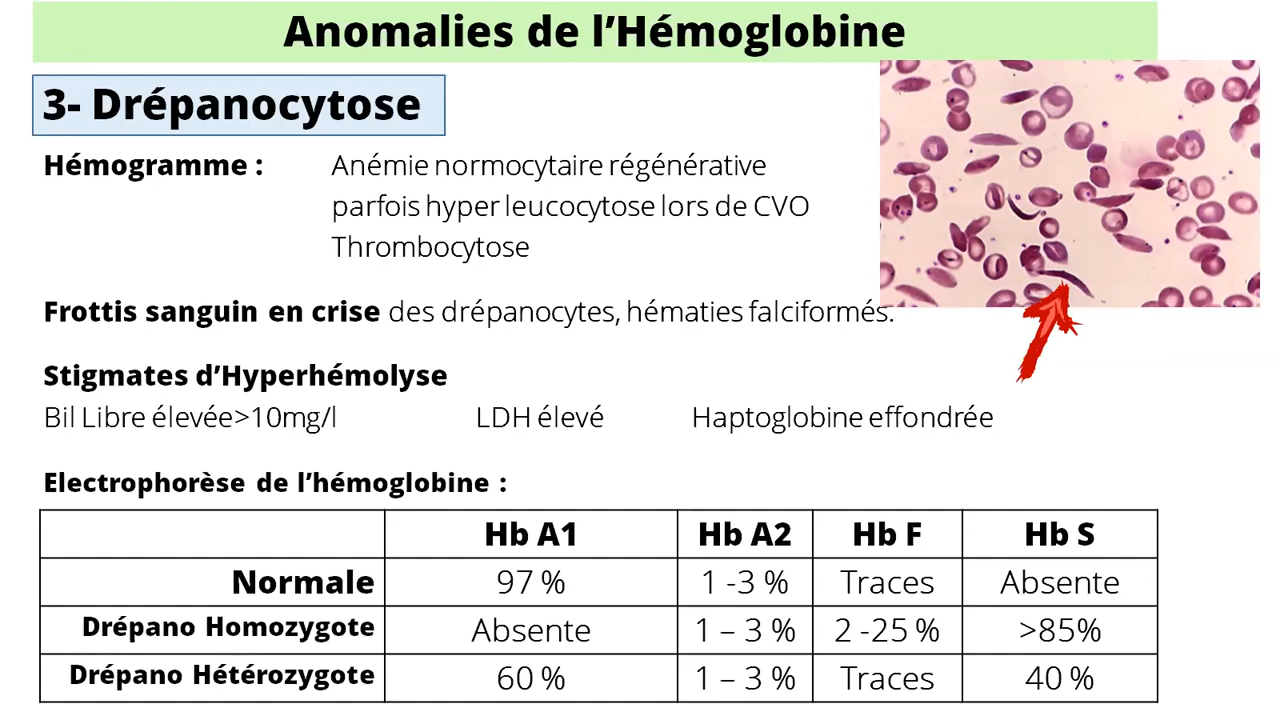 Anomalies de l’Hémoglobine
3- Drépanocytose
Hémogramme : Anémie normocytaire régénérative
parfois hyper leucocytose lors de CVO
Thrombocytose
Frottis sanguin en crise des drépanocytes, hématies falciformés.
Stigmates d’Hyperhémolyse
Bil Libre élevée>10mg/l LDH élevé Haptoglobine effondrée
Electrophorèse de l’hémoglobine :
Hb A1 Hb A2 Hb F Hb S
Normale 97 % 1 -3 % Traces Absente
Drépano Homozygote Absente 1 – 3 % 2 -25 % >85%
Drépano Hétérozygote 60 % 1 – 3 % Traces 40 %